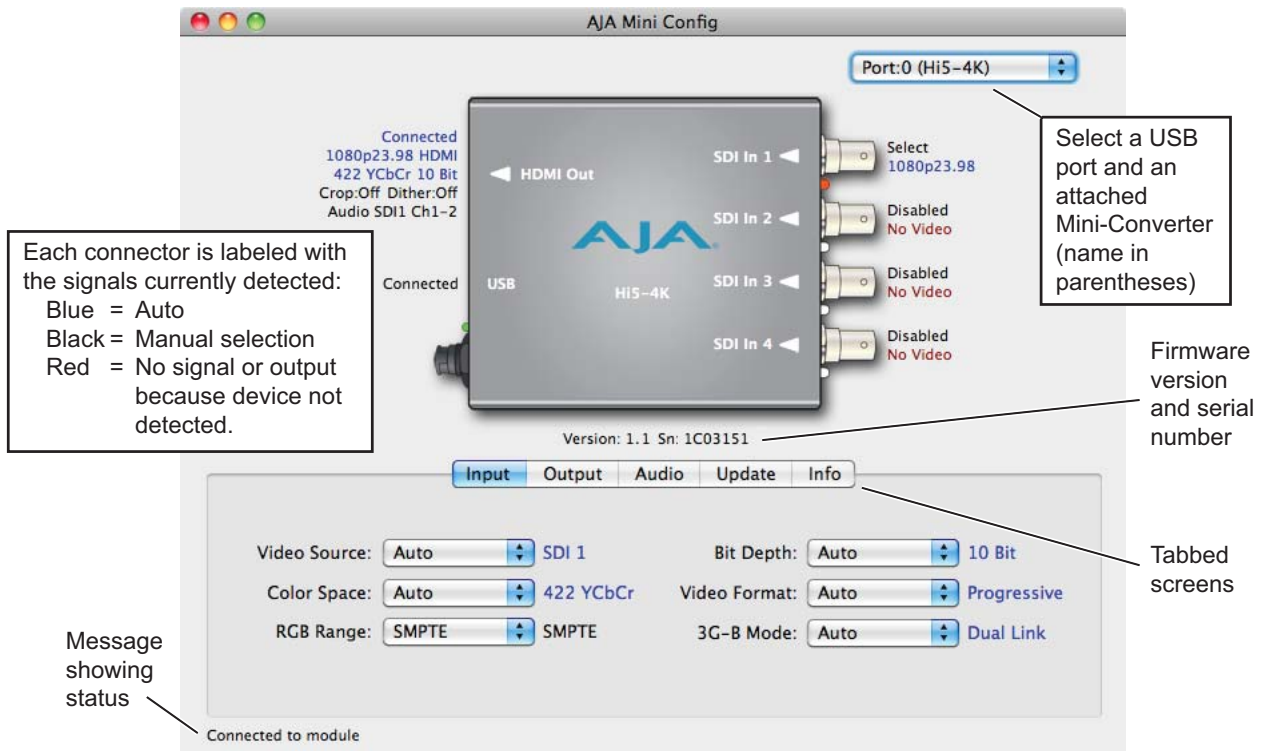 AJA Mini Config
Port:0 (Hi5-4K)
Connected
1080p23.98 HDMI
422 YCbCr 10 Bit
Crop:Off Dither:Off
Audio SDI1 Ch1-2
HDMI Out
SDI In 1
Select
1080p23.98
Select a USB
port and an
attached
Mini-Converter
(name in
parentheses)
AJA
SDI In 2
Disabled
No Video
Each connector is labeled with
the signals currently detected:
Blue = Auto
Black = Manual selection
Red = No signal or output
because device not
detected.
Connected
USB
Hi5-4K
SDI In 3
Disabled
No Video
SDI In 4
Disabled
No Video
Firmware
version
and serial
number
Version: 1.1 Sn: 1C03151
Input Output Audio Update Info
Tabbed
screens
Video Source: Auto SDI 1 Bit Depth: Auto 10 Bit
Color Space: Auto 422 YCbCr Video Format: Auto Progressive
RGB Range: SMPTE SMPTE 3G-B Mode: Auto Dual Link
Message
showing
status
Connected to module